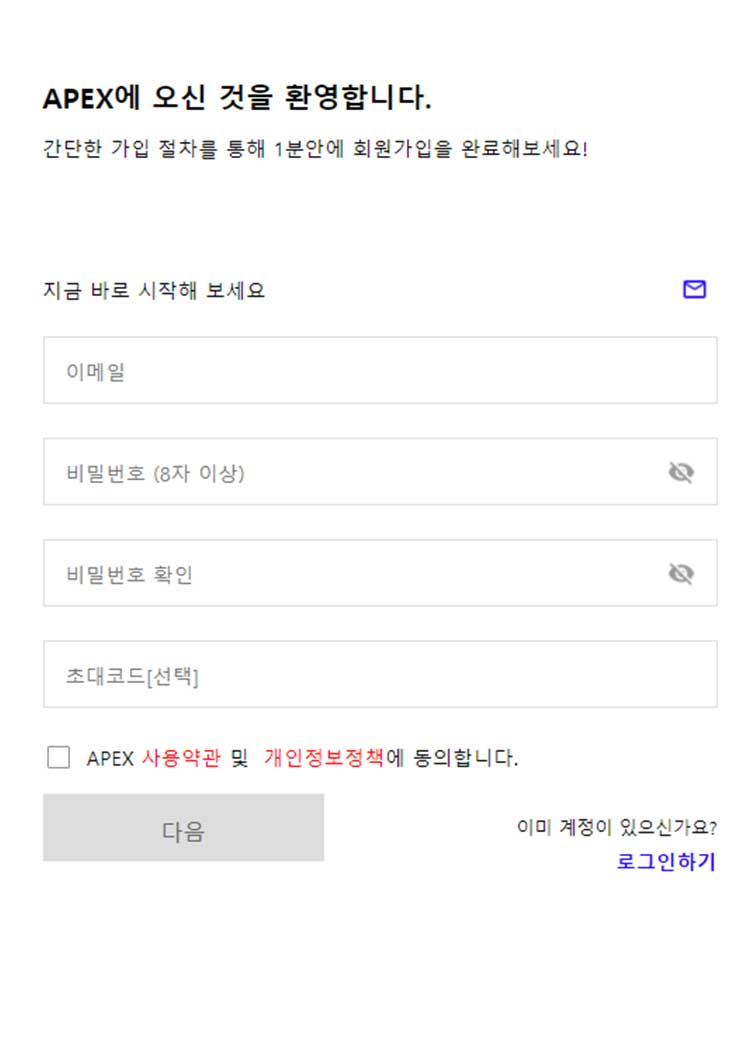 APEX에 오신 것을 환영합니다.
간단한 가입 절차를 통해 1분안에 회원가입을 완료해보세요!
지금 바로 시작해 보세요
이메일
비밀번호 (8자 이상)
비밀번호 확인
초대코드[선택]
APEX 사용약관 및 개인정보정책에 동의합니다.
다음
이미 계정이 있으신가요?
로그인하기